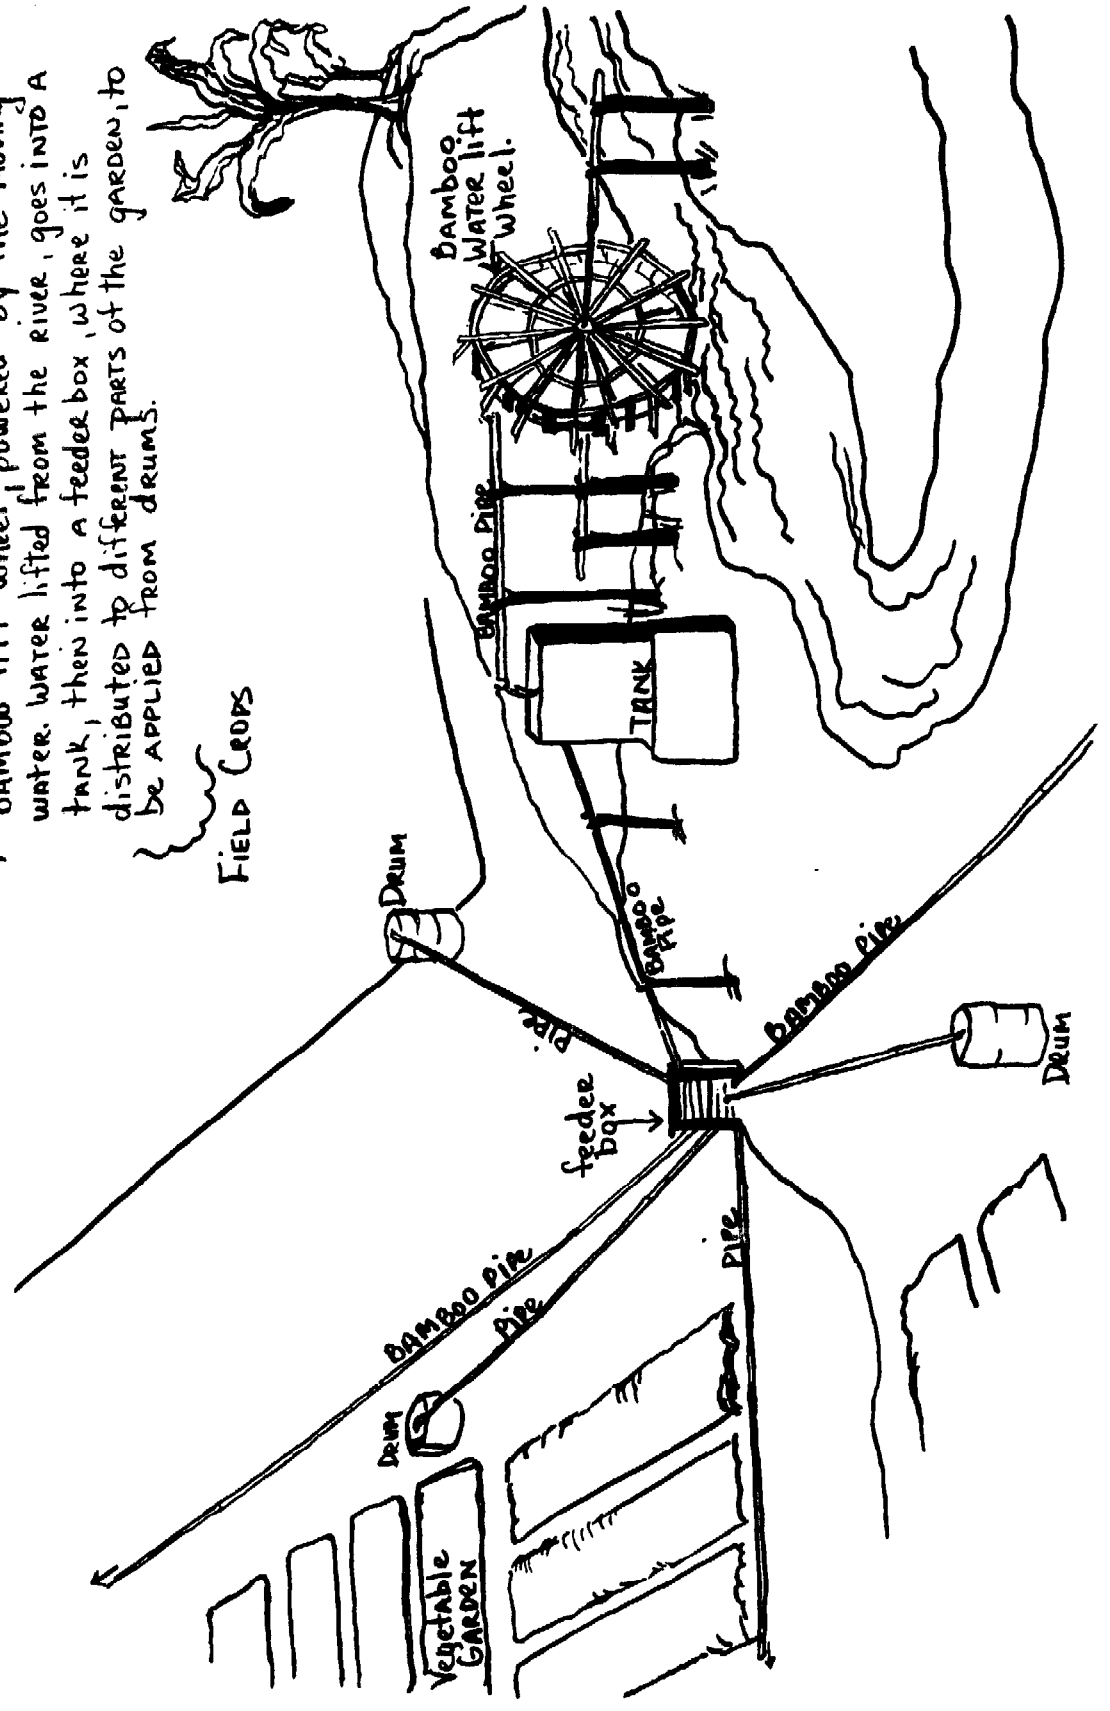 BAMBOO lift wheel, powered by the moving
WATER. WATER lifted from the RIVER, goes INTO A
TANK, then INTO A feeder box, where it is
distributed to different PARTS of the GARDEN, to
be APPLIED from drums.
FIELD CROPS
BAMBOO
WATER lift
Wheel.
BAMBOO PIPE
TANK
DRUM
PIPE
BAMBOO
Pipe
feeder
box
BAMBOO PIPE
DRUM
BAMBOO PIPE
PIPE
PIPE
DRUM
Vegetable
GARDEN